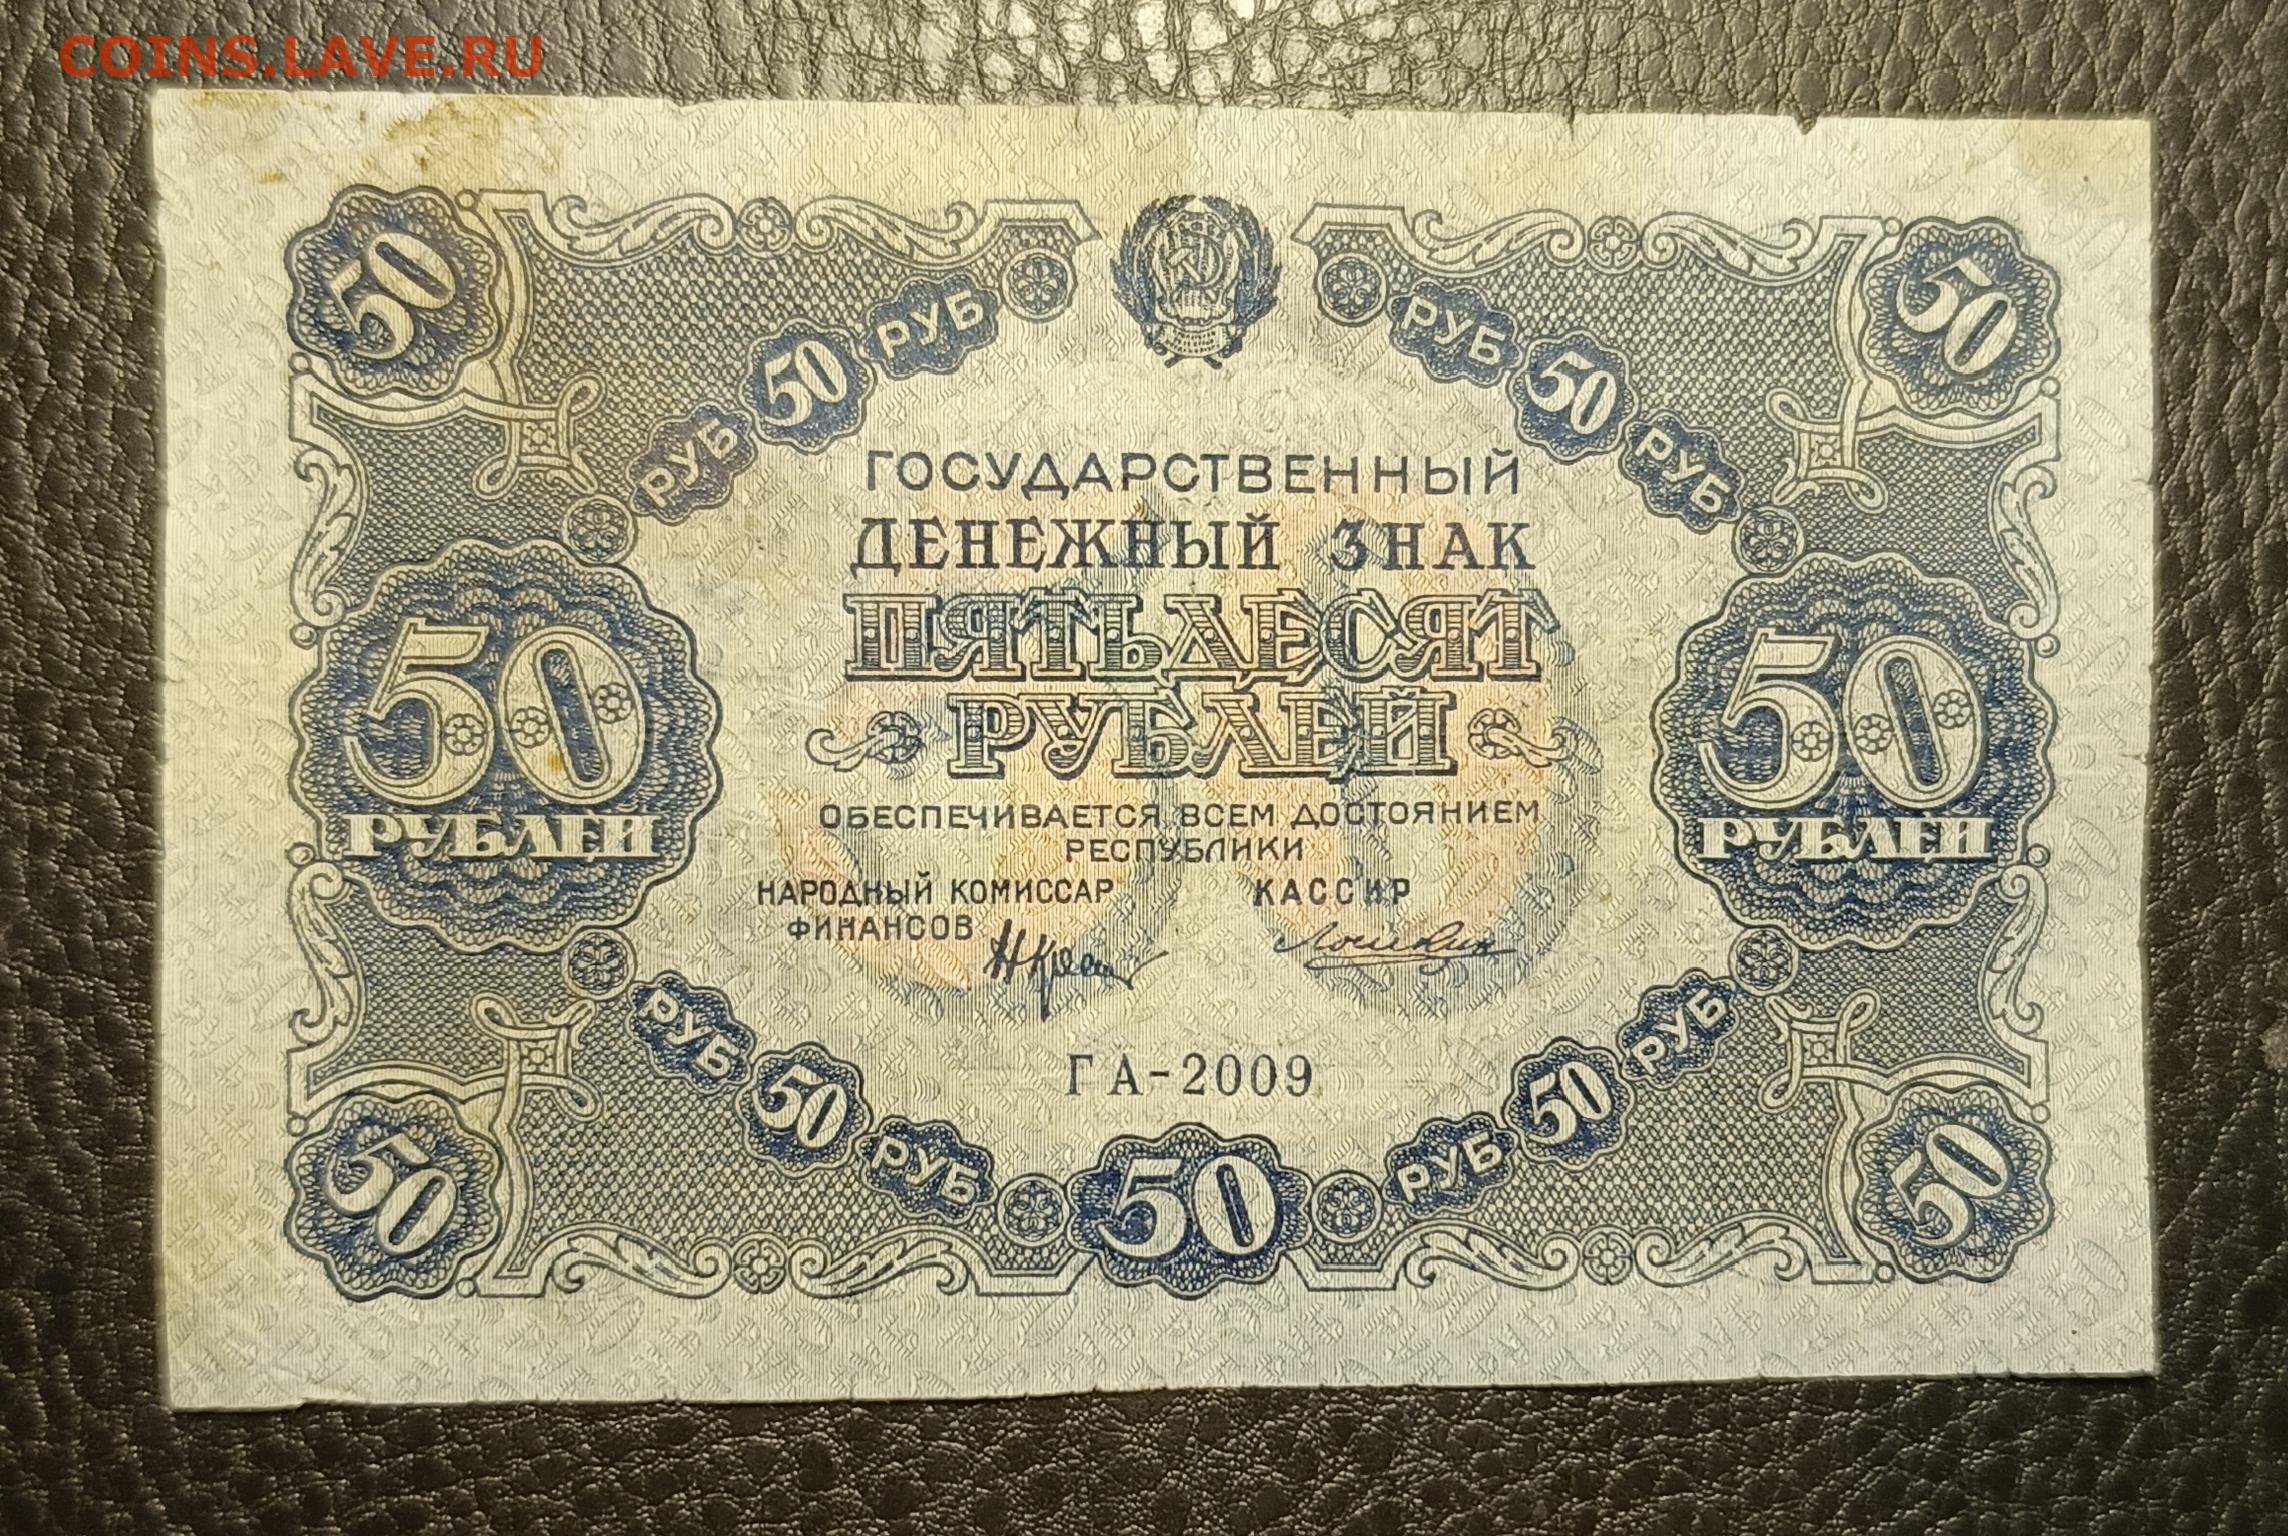 COINS.LAVE.RU
50 50
РУБ 50 РУБ РУБ 50 РУБ
ГОСУДАРСТВЕННЫЙ
ДЕНЕЖНЫЙ ЗНАК
ПЯТЬДЕСЯТ
РУБЛЕЙ
50 50
РУБЛЕЙ РУБЛЕЙ
ОБЕСПЕЧИВАЕТСЯ ВСЕМ ДОСТОЯНИЕМ
РЕСПУБЛИКИ
НАРОДНЫЙ КОМИССАР КАССИР
ФИНАНСОВ
ГА-2009
РУБ 50 РУБ РУБ 50 РУБ
50 50 50